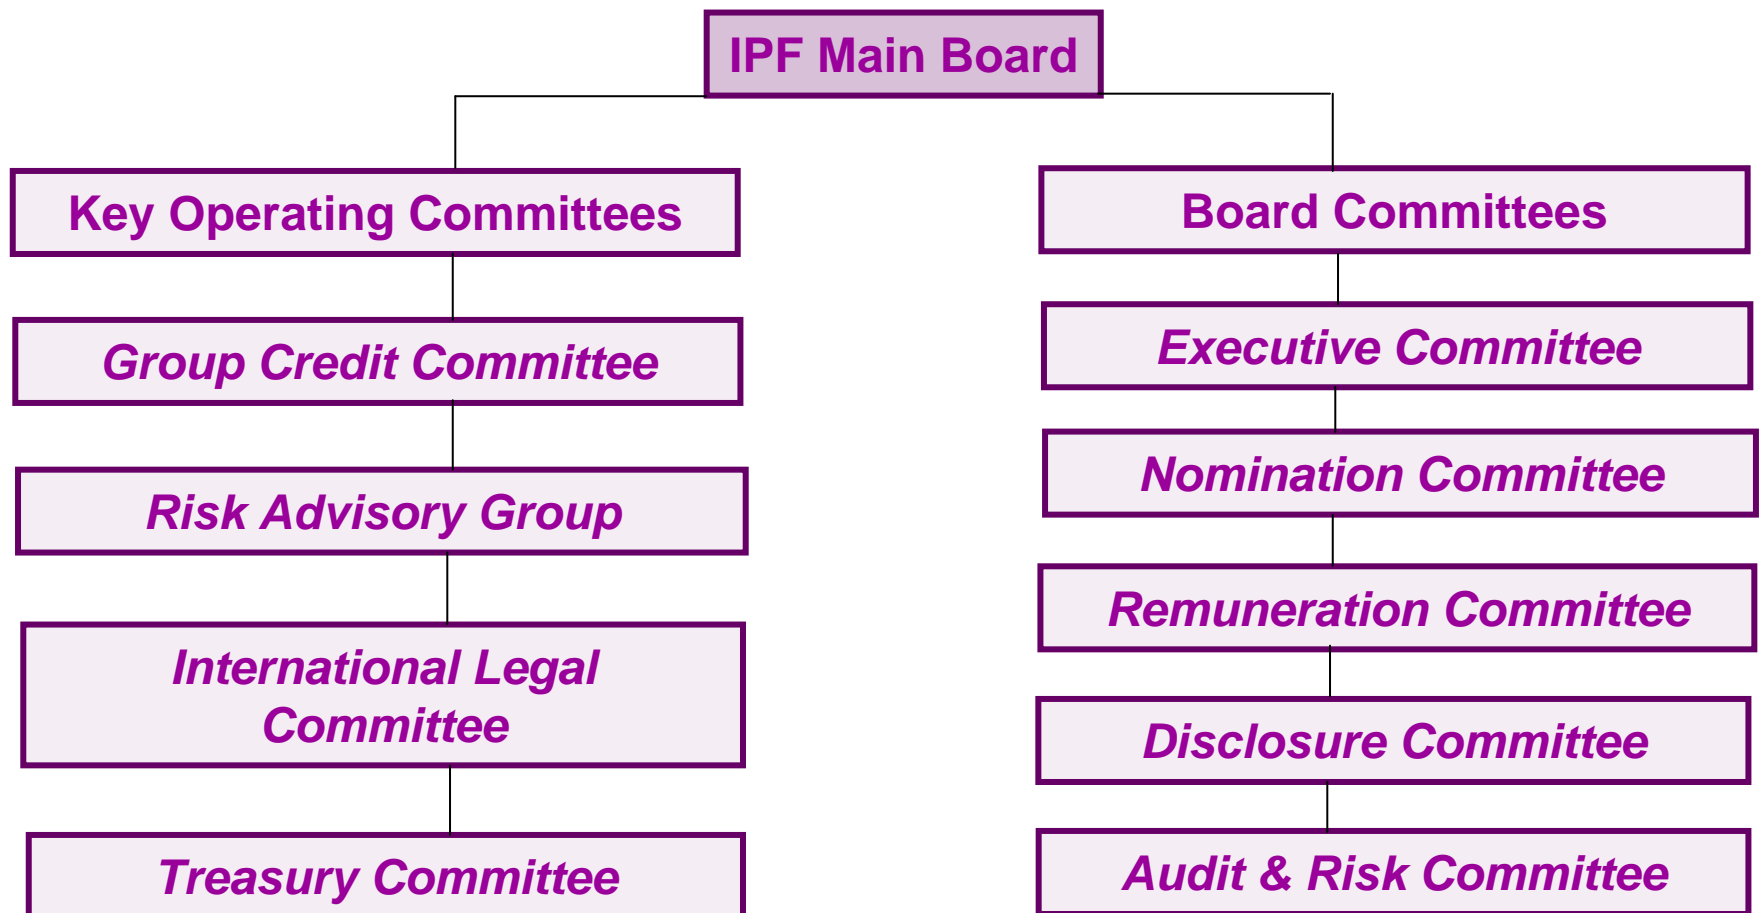 IPF Main Board
Key Operating Committees
Group Credit Committee
Risk Advisory Group
International Legal
Committee
Treasury Committee
Board Committees
Executive Committee
Nomination Committee
Remuneration Committee
Disclosure Committee
Audit & Risk Committee